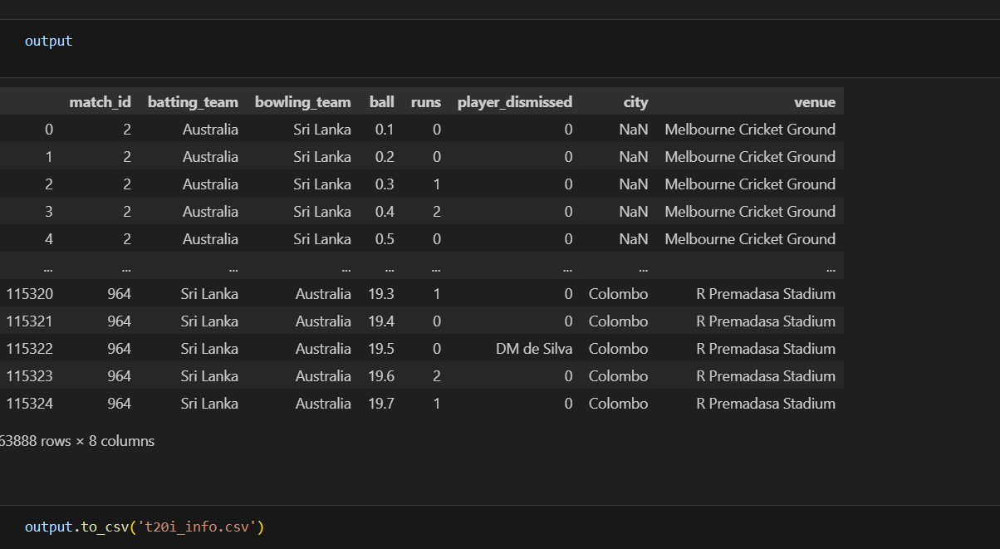 output
match_id batting_team bowling_team ball runs player_dismissed city venue
0 2 Australia Sri Lanka 0.1 0 0 NaN Melbourne Cricket Ground
1 2 Australia Sri Lanka 0.2 0 0 NaN Melbourne Cricket Ground
2 2 Australia Sri Lanka 0.3 1 0 NaN Melbourne Cricket Ground
3 2 Australia Sri Lanka 0.4 2 0 NaN Melbourne Cricket Ground
4 2 Australia Sri Lanka 0.5 0 0 NaN Melbourne Cricket Ground
... ... ... ... ... ... ... ... ...
115320 964 Sri Lanka Australia 19.3 1 0 Colombo R Premadasa Stadium
115321 964 Sri Lanka Australia 19.4 0 0 Colombo R Premadasa Stadium
115322 964 Sri Lanka Australia 19.5 0 DM de Silva Colombo R Premadasa Stadium
115323 964 Sri Lanka Australia 19.6 2 0 Colombo R Premadasa Stadium
115324 964 Sri Lanka Australia 19.7 1 0 Colombo R Premadasa Stadium
63888 rows × 8 columns
output.to_csv('t20i_info.csv')